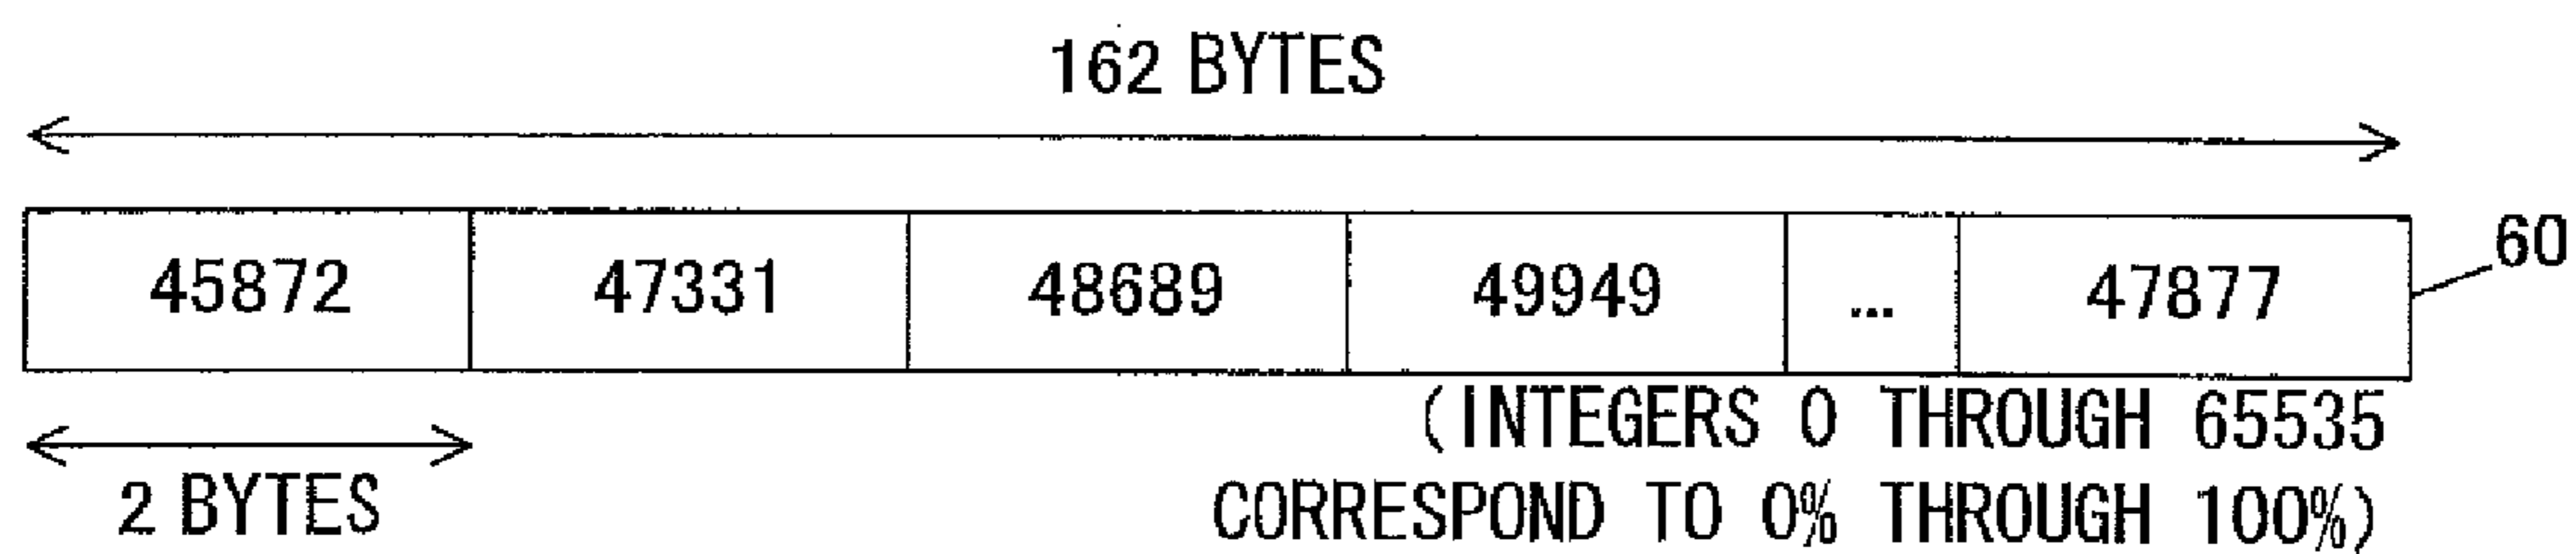 162 BYTES
45872 47331 48689 49949 ... 47877 60
(INTEGERS 0 THROUGH 65535
2 BYTES CORRESPOND TO 0% THROUGH 100%)